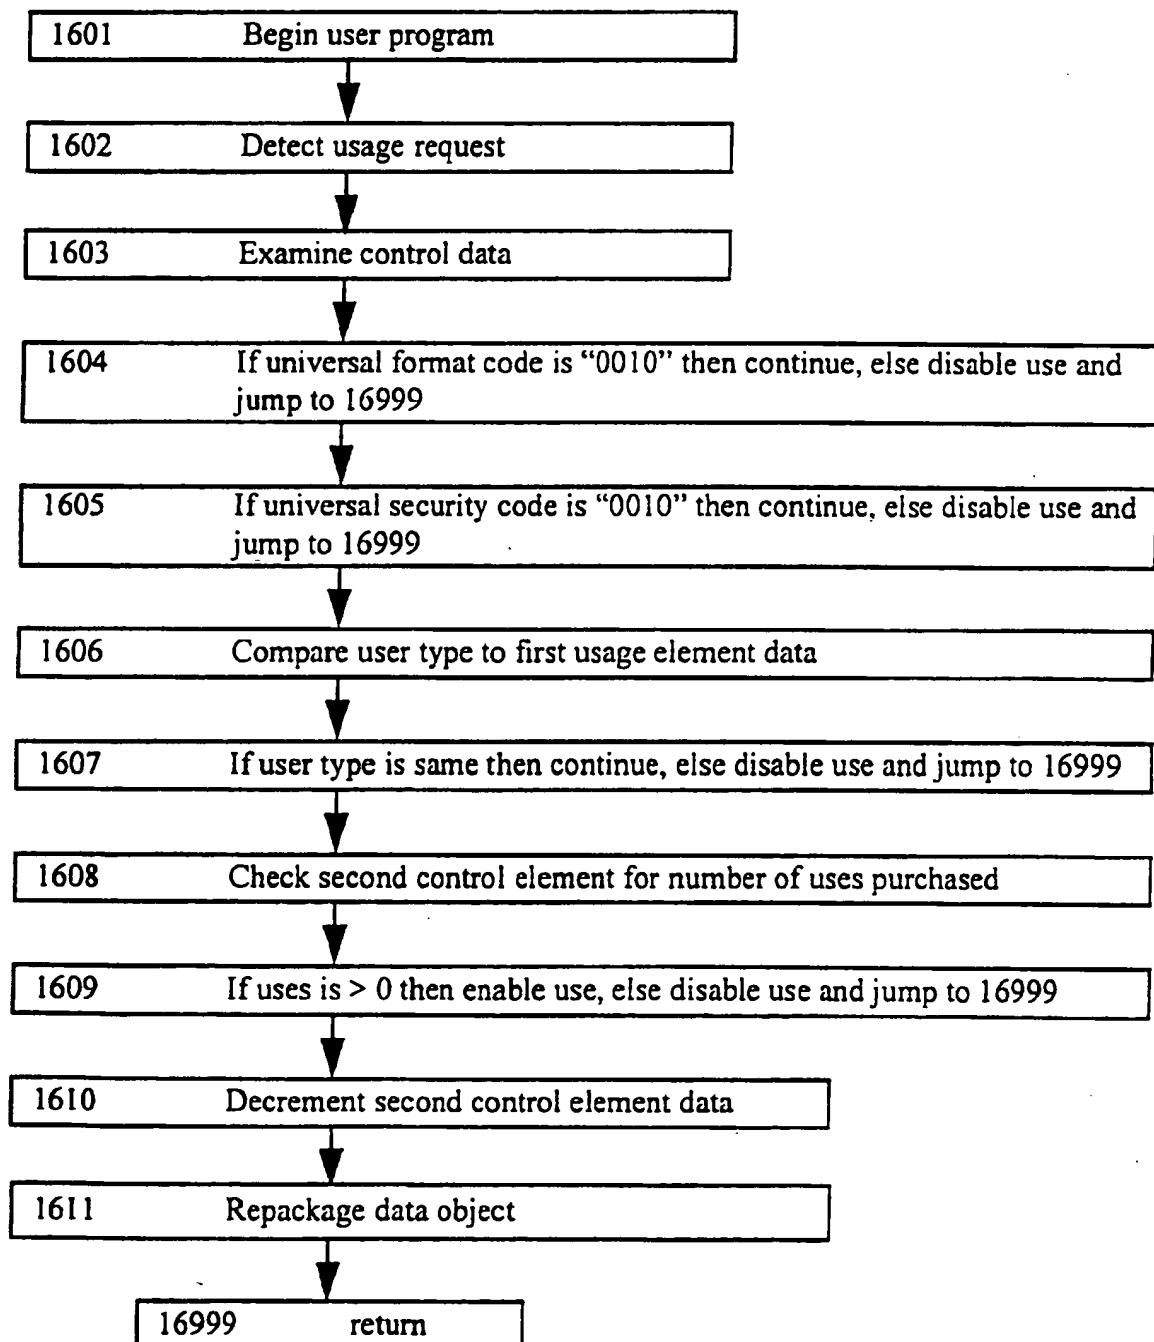 1601 Begin user program
1602 Detect usage request
1603 Examine control data
1604 If universal format code is “0010” then continue, else disable use and
jump to 16999
1605 If universal security code is “0010” then continue, else disable use and
jump to 16999
1606 Compare user type to first usage element data
1607 If user type is same then continue, else disable use and jump to 16999
1608 Check second control element for number of uses purchased
1609 If uses is > 0 then enable use, else disable use and jump to 16999
1610 Decrement second control element data
1611 Repackage data object
16999 return